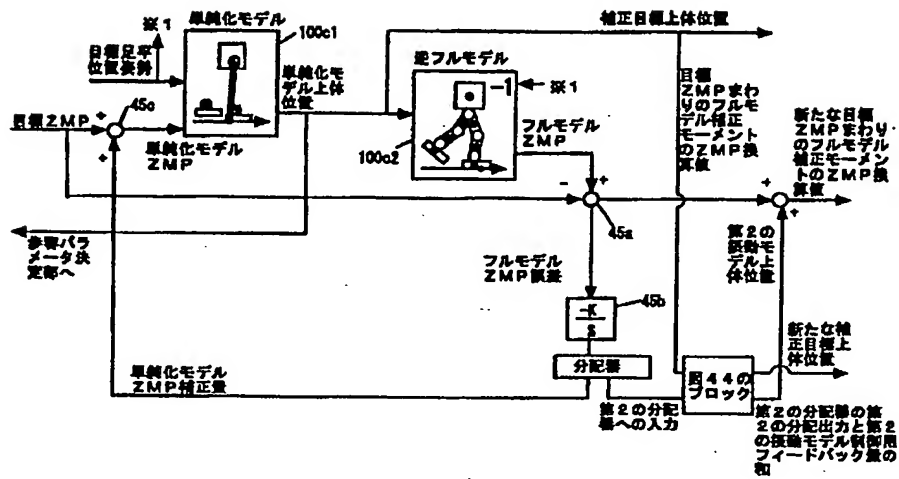 ※1
単純化モデル
100c1
目標足平
位置姿勢
単純化モ
デル上体
位置
目標ZMP
45c
+
+
単純化モデル
ZMP
逆フルモデル
-1
※1
100c2
フルモデル
ZMP
補正目標上体位置
目標
ZMPまわ
りのフルモ
デル補正
モーメント
のZMP換
算値
新たな目標
ZMPまわり
のフルモデル
補正モーメン
トのZMP換
算値
+
-
45a
+
+
歩容パラ
メータ決
定部へ
フルモデル
ZMP誤差
-K
S
45b
第2の
振動モ
デル上
体位置
新たな補
正目標上
体位置
分配器
単純化モデル
ZMP補正量
第2の分配
器への入力
図44の
ブロック
第2の分配器の第
2の分配出力と第2
の振動モデル制御用
フィードバック量の
和